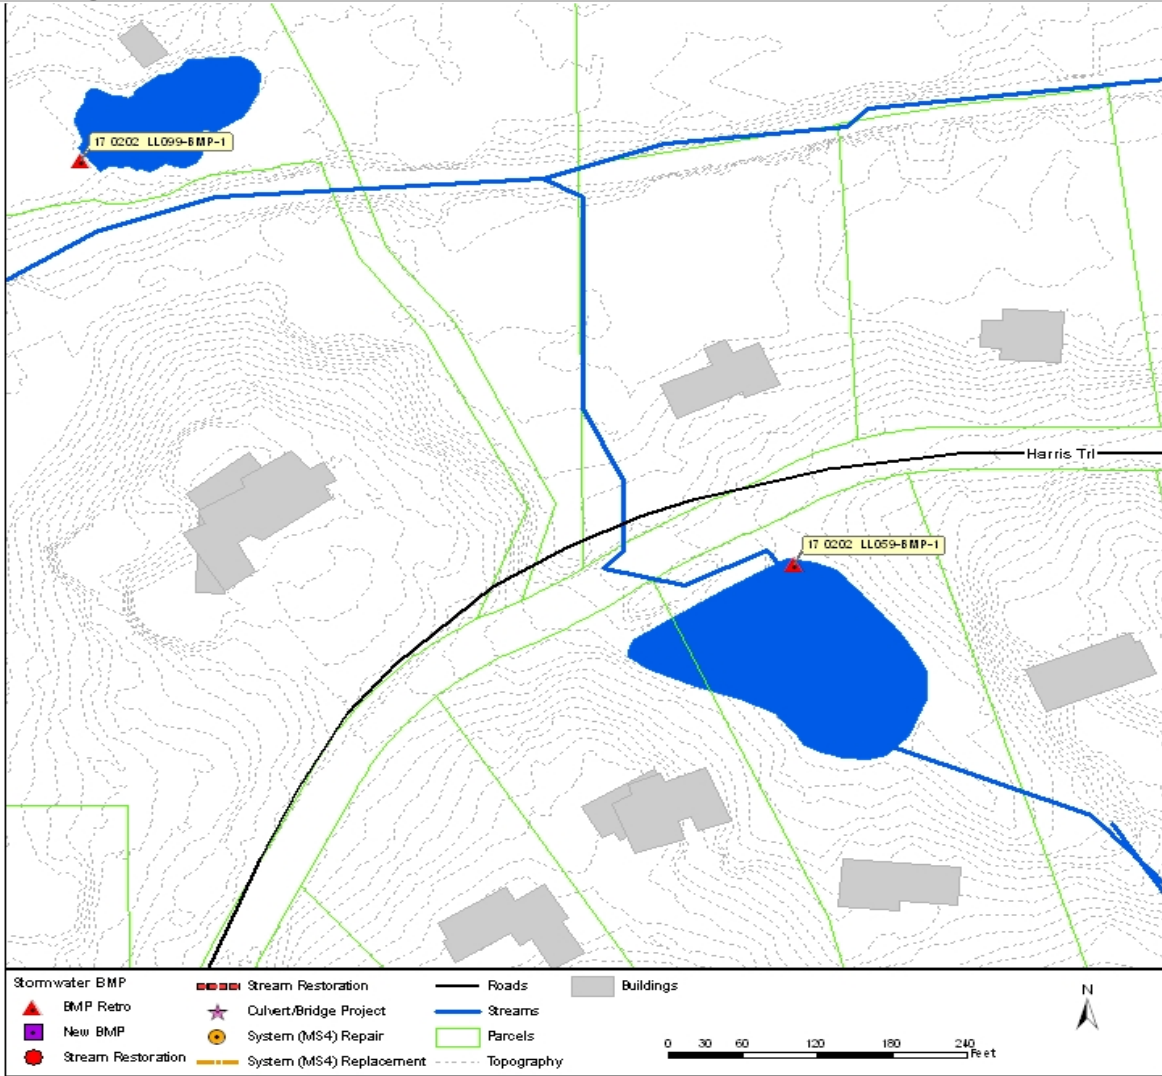 17 0202 LL099-BMP-1
Harris Trl
17 0202 LL059-BMP-1
Stormwater BMP
BMP Retro
New BMP
Stream Restoration
Stream Restoration
Culvert/Bridge Project
System (MS4) Repair
System (MS4) Replacement
Roads
Streams
Parcels
Topography
Buildings
N
0 30 60 120 180 240
Feet